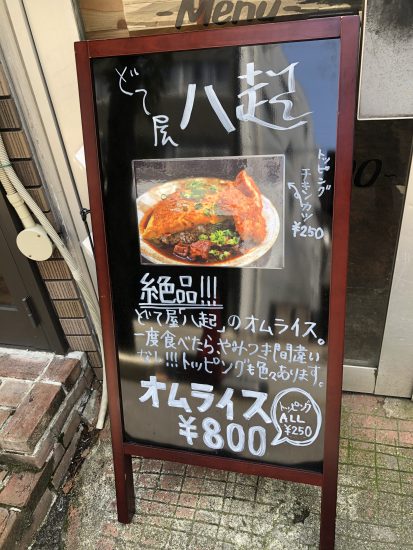 Menu
どて屋 八起
トッピング
チキンカツ
¥250
絶品!!!
どて屋「八起」のオムライス。
一度食べたら、やみつき間違い
なし!!!トッピングも色々あります。
オムライス
¥800
トッピング
ALL
¥250